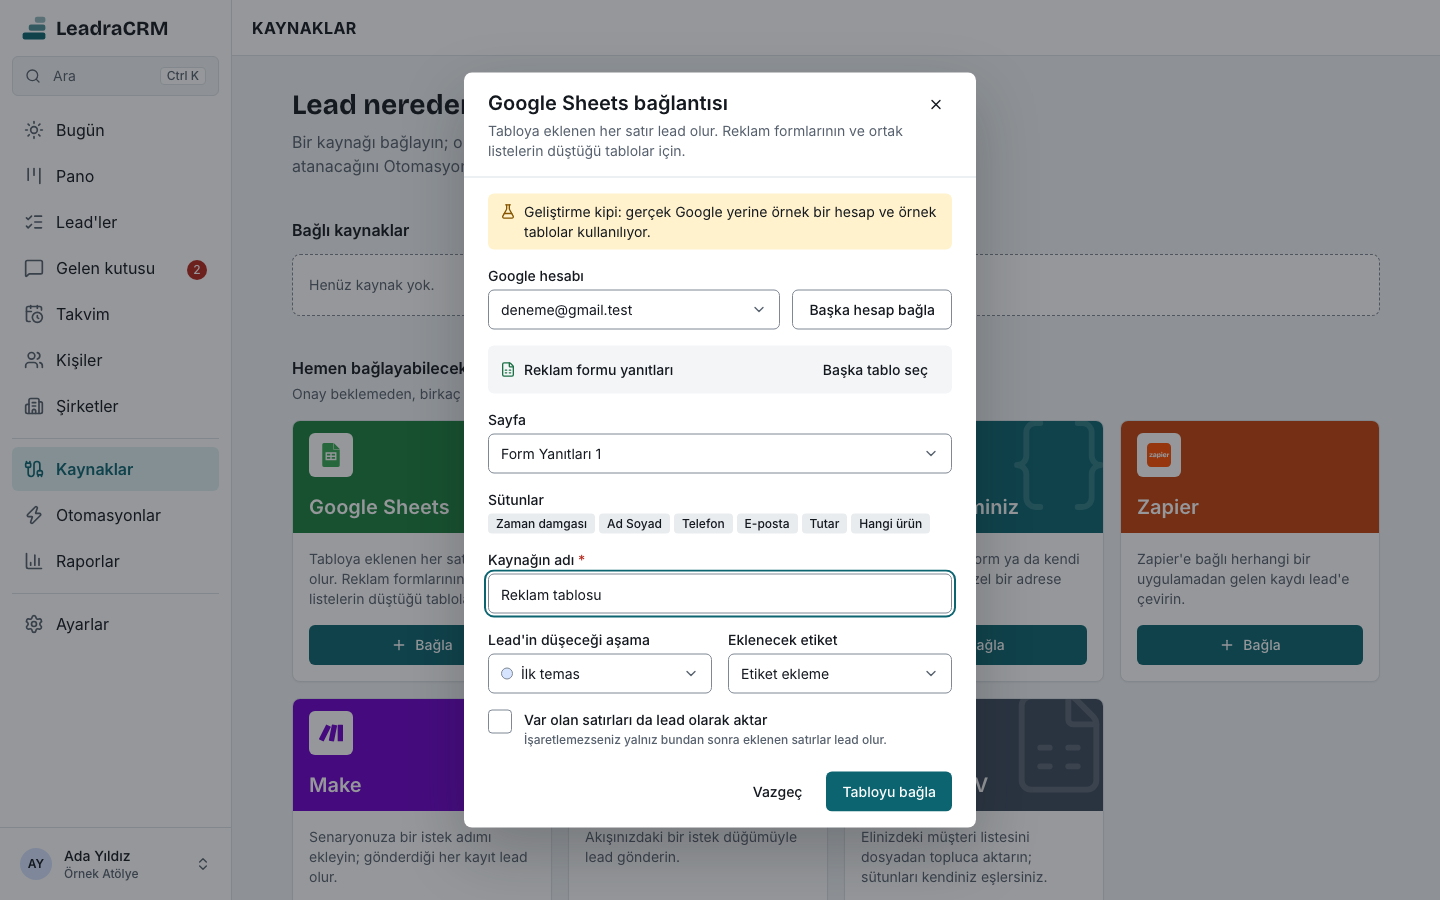 LeadraCRM
Ara
Ctrl K
Bugün
Pano
Lead'ler
Gelen kutusu
2
Takvim
Kişiler
Şirketler
Kaynaklar
Otomasyonlar
Raporlar
Ayarlar
AY
Ada Yıldız
Örnek Atölye
KAYNAKLAR
Lead nereden
Bir kaynağı bağlayın; o
atanacağını Otomasyon
Bağlı kaynaklar
Henüz kaynak yok.
Hemen bağlayabilecek
Onay beklemeden, birkaç
Google Sheets
Tabloya eklenen her sat
olur. Reklam formlarının
listelerin düştüğü tablola
Bağla
miniz
orm ya da kendi
zel bir adrese
ağla
zapier
Zapier
Zapier'e bağlı herhangi bir
uygulamadan gelen kaydı lead'e
çevirin.
Bağla
Make
Senaryonuza bir istek adımı
ekleyin; gönderdiği her kayıt lead
olur.
Akışınızdaki bir istek düğümüyle
lead gönderin.
V
Elinizdeki müşteri listesini
dosyadan topluca aktarın;
sütunları kendiniz eşlersiniz.
Google Sheets bağlantısı
Tabloya eklenen her satır lead olur. Reklam formlarının ve ortak
listelerin düştüğü tablolar için.
Geliştirme kipi: gerçek Google yerine örnek bir hesap ve örnek
tablolar kullanılıyor.
Google hesabı
deneme@gmail.test
Başka hesap bağla
Reklam formu yanıtları
Başka tablo seç
Sayfa
Form Yanıtları 1
Sütunlar
Zaman damgası Ad Soyad Telefon E-posta Tutar Hangi ürün
Kaynağın adı *
Reklam tablosu
Lead'in düşeceği aşama
Eklenecek etiket
İlk temas
Etiket ekleme
Var olan satırları da lead olarak aktar
İşaretlemezseniz yalnız bundan sonra eklenen satırlar lead olur.
Vazgeç
Tabloyu bağla